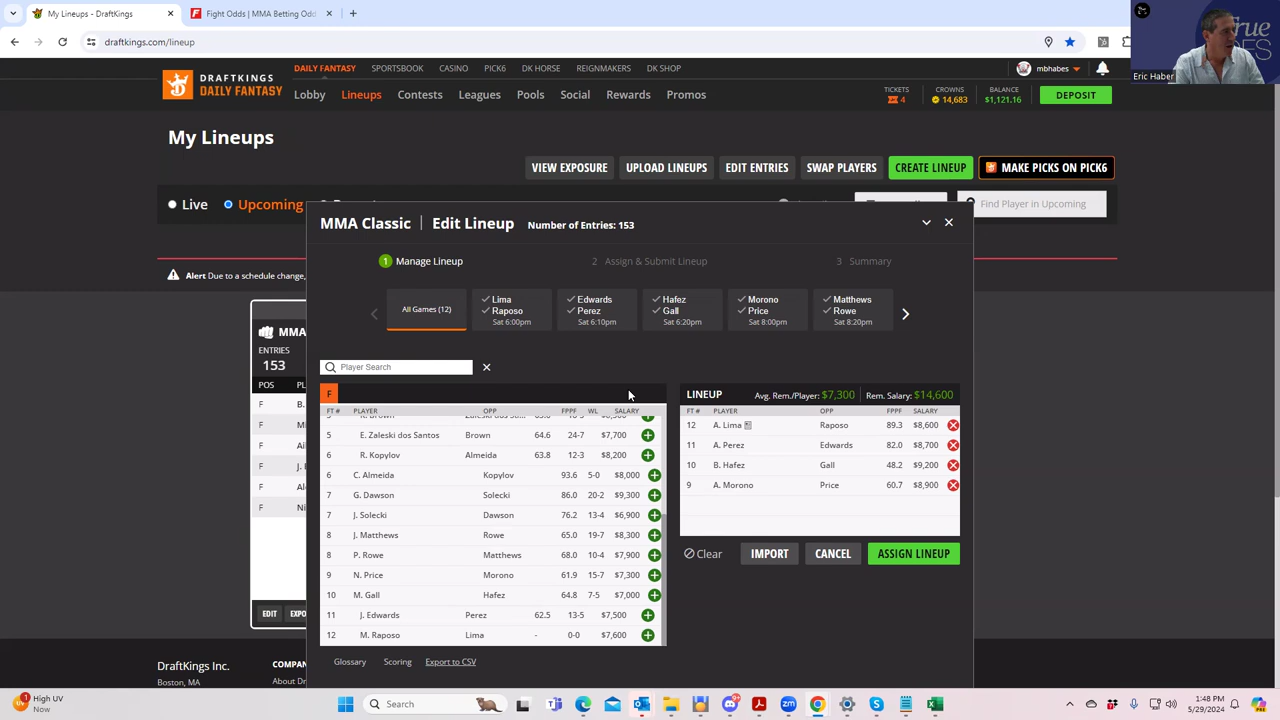 My Lineups - DraftKings
Fight Odds | MMA Betting Odd
draftkings.com/lineup
True
Eric Haber
DRAFTKINGS
DAILY FANTASY
DAILY FANTASY SPORTSBOOK CASINO PICK6 DK HORSE REIGNMAKERS DK SHOP
Lobby Lineups Contests Leagues Pools Social Rewards Promos
mbhabes
TICKETS CROWNS BALANCE
4 14,683 $1,121.16
DEPOSIT
My Lineups
VIEW EXPOSURE UPLOAD LINEUPS EDIT ENTRIES SWAP PLAYERS CREATE LINEUP MAKE PICKS ON PICK6
Live Upcoming
Find Player in Upcoming
Alert Due to a schedule change,
MMA
ENTRIES
153
POS PL
F B.
F M
F A.
F J.
F E.
F Ni
EDIT EXPO
MMA Classic | Edit Lineup Number of Entries: 153
1 Manage Lineup 2 Assign & Submit Lineup 3 Summary
All Games (12)
Lima
Raposo
Sat 6:00pm
Edwards
Perez
Sat 6:10pm
Hafez
Gall
Sat 6:20pm
Morono
Price
Sat 8:00pm
Matthews
Rowe
Sat 8:20pm
Player Search
F
FT # PLAYER OPP FPPF WL SALARY
5 E. Zaleski dos Santos Brown 64.6 24-7 $7,700
6 R. Kopylov Almeida 63.8 12-3 $8,200
6 C. Almeida Kopylov 93.6 5-0 $8,000
7 G. Dawson Solecki 86.0 20-2 $9,300
7 J. Solecki Dawson 76.2 13-4 $6,900
8 J. Matthews Rowe 65.0 19-7 $8,300
8 P. Rowe Matthews 68.0 10-4 $7,900
9 N. Price Morono 61.9 15-7 $7,300
10 M. Gall Hafez 64.8 7-5 $7,000
11 J. Edwards Perez 62.5 13-5 $7,500
12 M. Raposo Lima - 0-0 $7,600
Glossary Scoring Export to CSV
LINEUP Avg. Rem./Player: $7,300 Rem. Salary: $14,600
FT # PLAYER OPP FPPF SALARY
12 A. Lima Raposo 89.3 $8,600
11 A. Perez Edwards 82.0 $8,700
10 B. Hafez Gall 48.2 $9,200
9 A. Morono Price 60.7 $8,900
Clear IMPORT CANCEL ASSIGN LINEUP
DraftKings Inc.
Boston, MA
COMPAN
About Dr
High UV
Now
Search
1:48 PM
5/29/2024